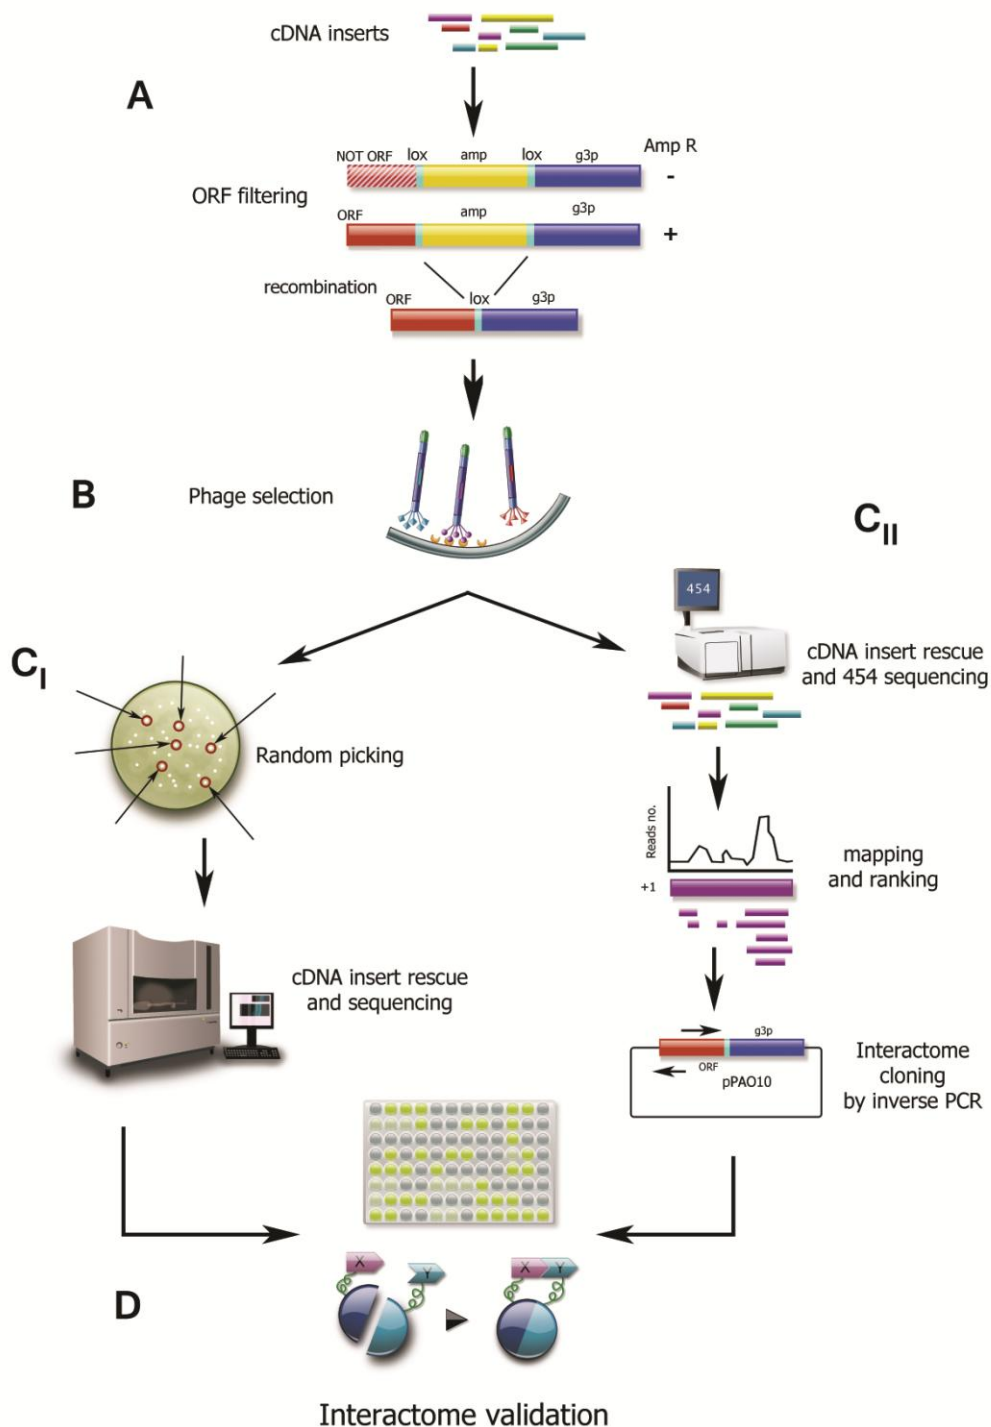 cDNA inserts
A
NOT ORF lox amp lox g3p Amp R
-
ORF filtering
ORF amp g3p
+
recombination
ORF lox g3p
B
Phage selection
C II
454
cDNA insert rescue
and 454 sequencing
C I
Random picking
Reads no.
mapping
and ranking
+1
cDNA insert rescue
and sequencing
g3p
ORF
pPAO10
Interactome
cloning
by inverse PCR
X
Y
X Y
D
Interactome validation